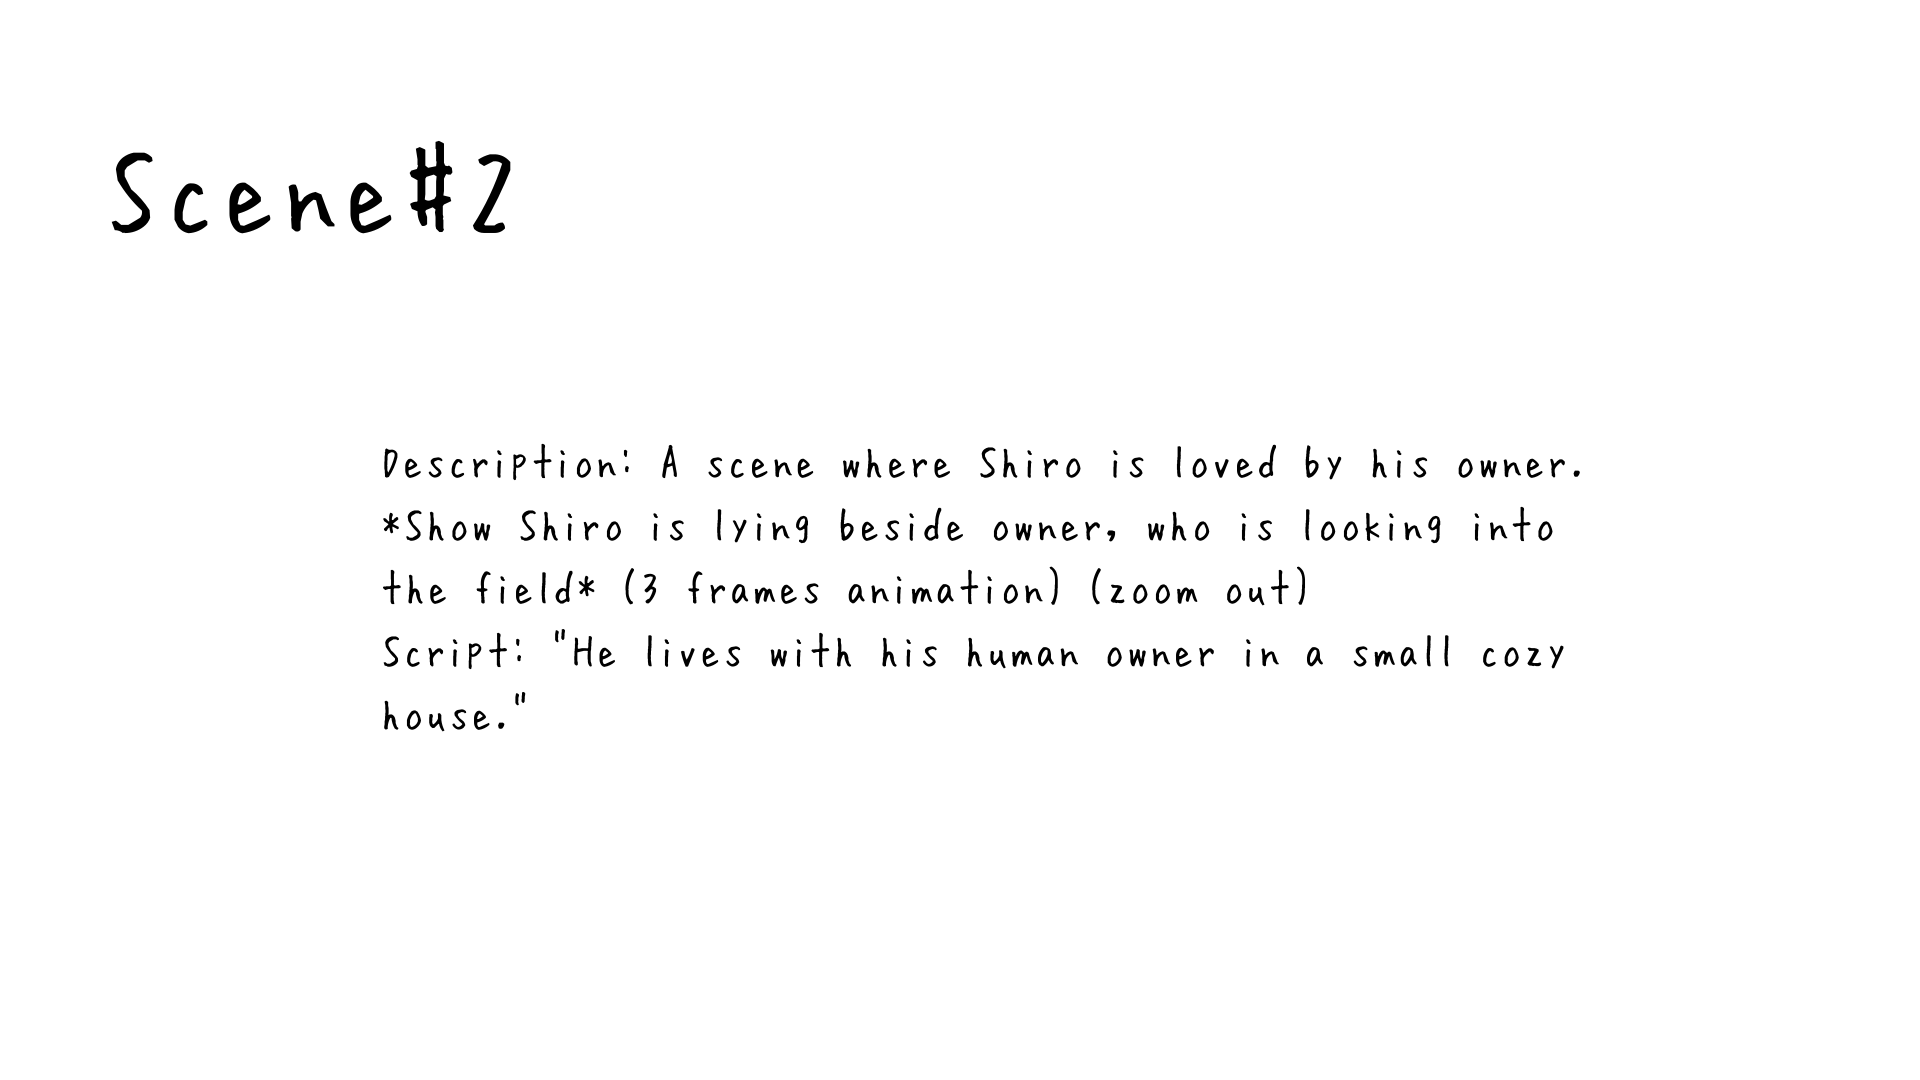 Scene#2
Description: A scene where Shiro is loved by his owner.
*Show Shiro is lying beside owner, who is looking into
the field* (3 frames animation) (zoom out)
Script: "He lives with his human owner in a small cozy
house."